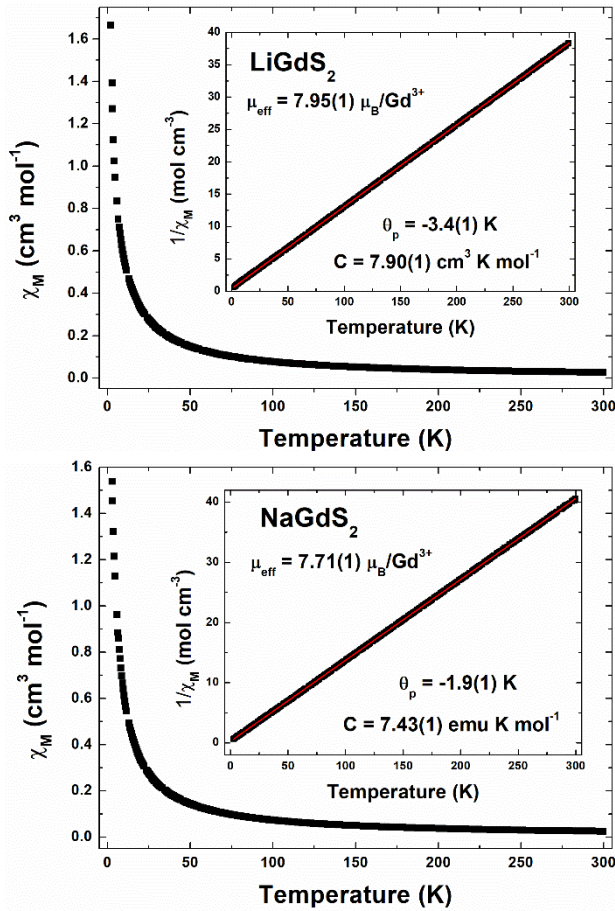 1.6
1.4
1.2
1.0
0.8
0.6
0.4
0.2
0.0
χM (cm³ mol⁻¹)
0 50 100 150 200 250 300
Temperature (K)
40
35
30
25
20
15
10
5
0
1/χM (mol cm⁻³)
LiGdS₂
μeff = 7.95(1) μB/Gd³⁺
θp = -3.4(1) K
C = 7.90(1) cm³ K mol⁻¹
0 50 100 150 200 250 300
Temperature (K)
1.6
1.4
1.2
1.0
0.8
0.6
0.4
0.2
0.0
χM (cm³ mol⁻¹)
0 50 100 150 200 250 300
Temperature (K)
40
30
20
10
0
1/χM (mol cm⁻³)
NaGdS₂
μeff = 7.71(1) μB/Gd³⁺
θp = -1.9(1) K
C = 7.43(1) emu K mol⁻¹
0 50 100 150 200 250 300
Temperature (K)